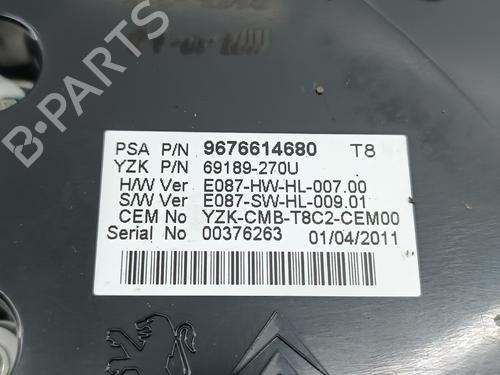 PSA P/N 9676614680 T8
YZK P/N 69189-270U
H/W Ver E087-HW-HL-007.00
S/W Ver E087-SW-HL-009.01
CEM No YZK-CMB-T8C2-CEM00
Serial No 00376263 01/04/2011